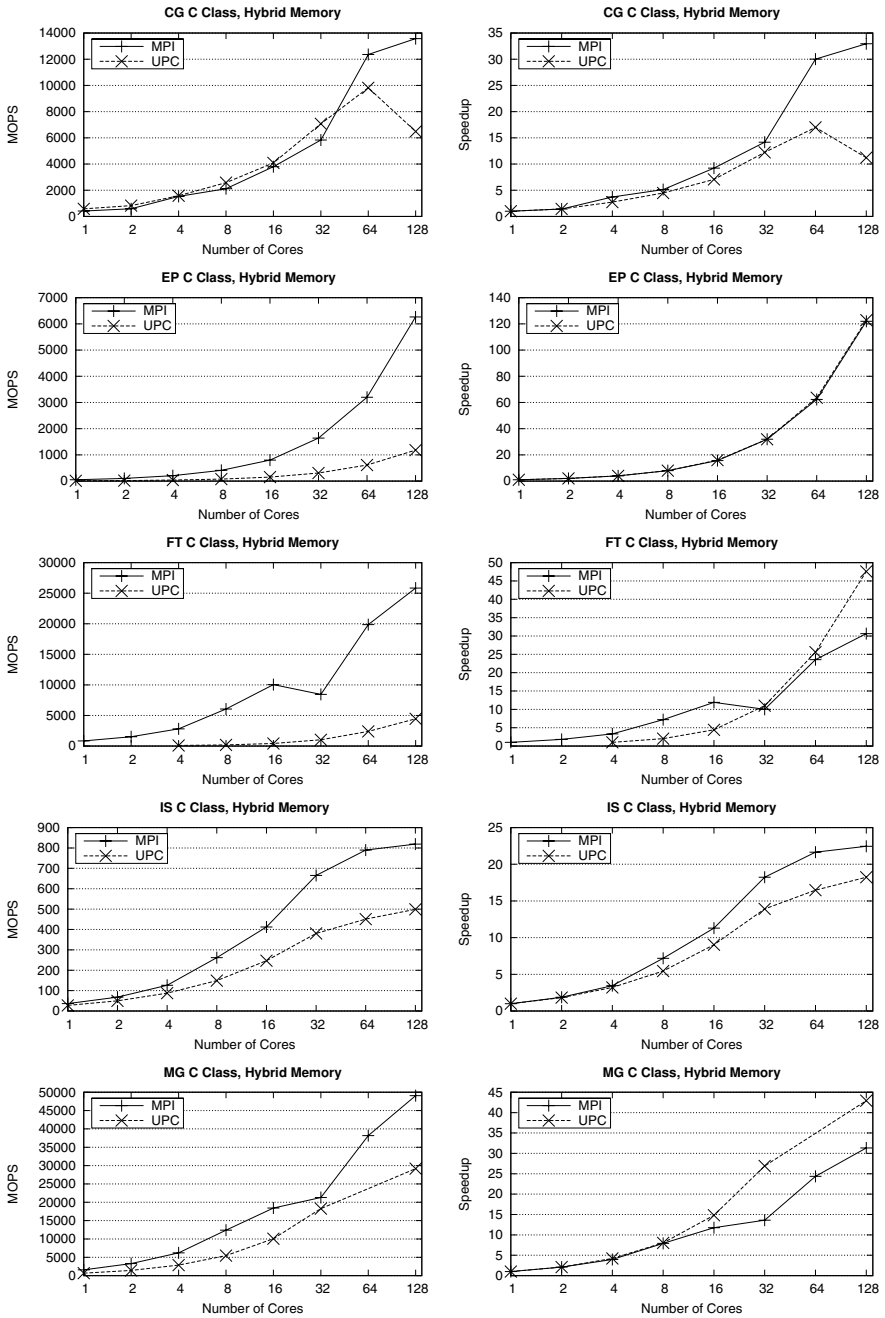 CG C Class, Hybrid Memory
14000
12000
10000
8000
6000
4000
2000
0
MOPS
MPI
UPC
1 2 4 8 16 32 64 128
Number of Cores
CG C Class, Hybrid Memory
35
30
25
20
15
10
5
0
Speedup
MPI
UPC
1 2 4 8 16 32 64 128
Number of Cores
EP C Class, Hybrid Memory
7000
6000
5000
4000
3000
2000
1000
0
MOPS
MPI
UPC
1 2 4 8 16 32 64 128
Number of Cores
EP C Class, Hybrid Memory
140
120
100
80
60
40
20
0
Speedup
MPI
UPC
1 2 4 8 16 32 64 128
Number of Cores
FT C Class, Hybrid Memory
30000
25000
20000
15000
10000
5000
0
MOPS
MPI
UPC
1 2 4 8 16 32 64 128
Number of Cores
FT C Class, Hybrid Memory
50
45
40
35
30
25
20
15
10
5
0
Speedup
MPI
UPC
1 2 4 8 16 32 64 128
Number of Cores
IS C Class, Hybrid Memory
900
800
700
600
500
400
300
200
100
0
MOPS
MPI
UPC
1 2 4 8 16 32 64 128
Number of Cores
IS C Class, Hybrid Memory
25
20
15
10
5
0
Speedup
MPI
UPC
1 2 4 8 16 32 64 128
Number of Cores
MG C Class, Hybrid Memory
50000
45000
40000
35000
30000
25000
20000
15000
10000
5000
0
MOPS
MPI
UPC
1 2 4 8 16 32 64 128
Number of Cores
MG C Class, Hybrid Memory
45
40
35
30
25
20
15
10
5
0
Speedup
MPI
UPC
1 2 4 8 16 32 64 128
Number of Cores